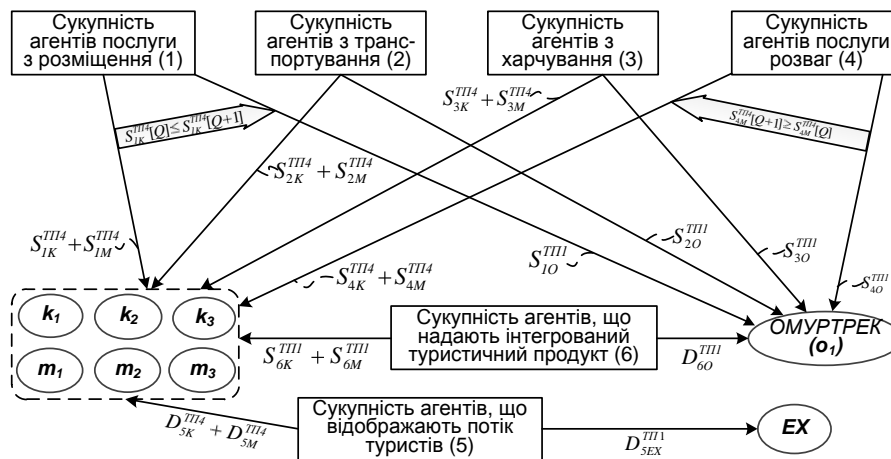 Сукупність
агентів послуги
з розміщення (1)
Сукупність
агентів з транс-
портування (2)
Сукупність
агентів з
харчування (3)
Сукупність
агентів послуги
розваг (4)
S_{3K}^{ТП4} + S_{3M}^{ТП4}
S_{1K}^{ТП4}[Q] ≤ S_{1K}^{ТП4}[Q+1]
S_{4M}^{ТП4}[Q+1] ≥ S_{4M}^{ТП4}[Q]
S_{2K}^{ТП4} + S_{2M}^{ТП4}
S_{1K}^{ТП4} + S_{1M}^{ТП4}
S_{4K}^{ТП4} + S_{4M}^{ТП4}
S_{1O}^{ТП1}
S_{2O}^{ТП1}
S_{3O}^{ТП1}
S_{4O}^{ТП1}
k₁ k₂ k₃
m₁ m₂ m₃
Сукупність агентів, що
надають інтегрований
туристичний продукт (6)
S_{6K}^{ТП1} + S_{6M}^{ТП1}
D_{6O}^{ТП1}
ОМУРТРЕК
(o₁)
Сукупність агентів, що
відображають потік
туристів (5)
D_{5K}^{ТП4} + D_{5M}^{ТП4}
D_{5EX}^{ТП1}
EX